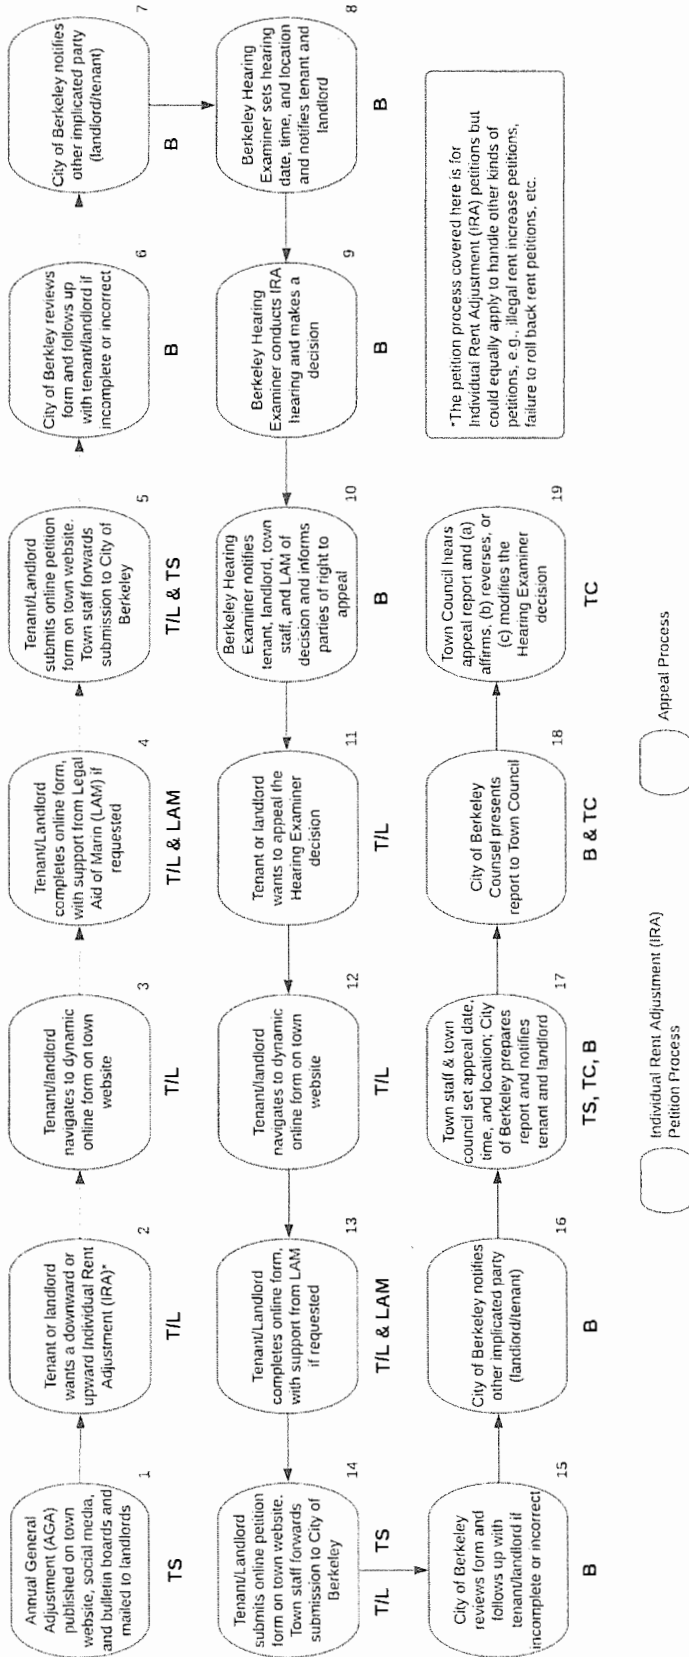 Annual General
Adjustment (AGA)
published on town
website, social media,
and bulletin boards and
mailed to landlords
1
TS
Tenant or landlord
wants a downward or
upward Individual Rent
Adjustment (IRA)*
2
T/L
Tenant/landlord
navigates to dynamic
online form on town
website
3
T/L
Tenant/Landlord
completes online form,
with support from Legal
Aid of Marin (LAM) if
requested
4
T/L & LAM
Tenant/Landlord
submits online petition
form on town website.
Town staff forwards
submission to City of
Berkeley
5
T/L & TS
City of Berkley reviews
form and follows up
with tenant/landlord if
incomplete or incorrect
6
B
City of Berkeley notifies
other implicated party
(landlord/tenant)
7
B
Berkeley Hearing
Examiner sets hearing
date, time, and location
and notifies tenant and
landlord
8
B
Berkeley Hearing
Examiner conducts IRA
hearing and makes a
decision
9
B
Berkeley Hearing
Examiner notifies
tenant, landlord, town
staff, and LAM of
decision and informs
parties of right to
appeal
10
B
Tenant or landlord
wants to appeal the
Hearing Examiner
decision
11
T/L
Tenant/landlord
navigates to dynamic
online form on town
website
12
T/L
Tenant/Landlord
completes online form,
with support from LAM
if requested
13
T/L & LAM
Tenant/Landlord
submits online petition
form on town website.
Town staff forwards
submission to City of
Berkeley
14
T/L TS
City of Berkeley
reviews form and
follows up with
tenant/landlord if
incomplete or incorrect
15
B
City of Berkeley notifies
other implicated party
(landlord/tenant)
16
B
Town staff & town
council set appeal date,
time, and location; City
of Berkeley prepares
report and notifies
tenant and landlord
17
TS, TC, B
City of Berkeley
Counsel presents
report to Town Council
18
B & TC
Town Council hears
appeal report and (a)
affirms, (b) reverses, or
(c) modifies the
Hearing Examiner
decision
19
TC
*The petition process covered here is for
Individual Rent Adjustment (IRA) petitions but
could equally apply to handle other kinds of
petitions, e.g., illegal rent increase petitions,
failure to roll back rent petitions, etc.
Individual Rent Adjustment (IRA)
Petition Process
Appeal Process